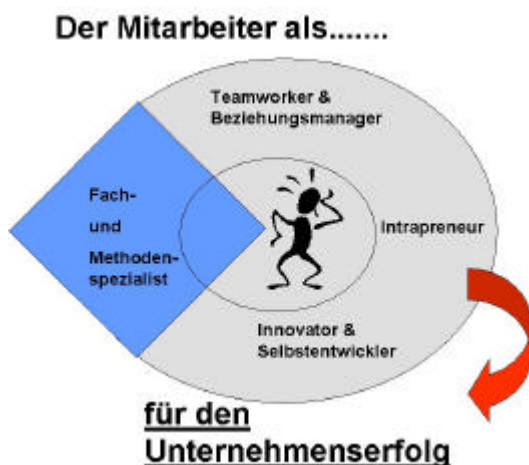 Der Mitarbeiter als.......
Teamworker &
Beziehungsmanager
Fach-
und
Methoden-
spezialist
Intrapreneur
Innovator &
Selbstentwickler
für den
Unternehmenserfolg